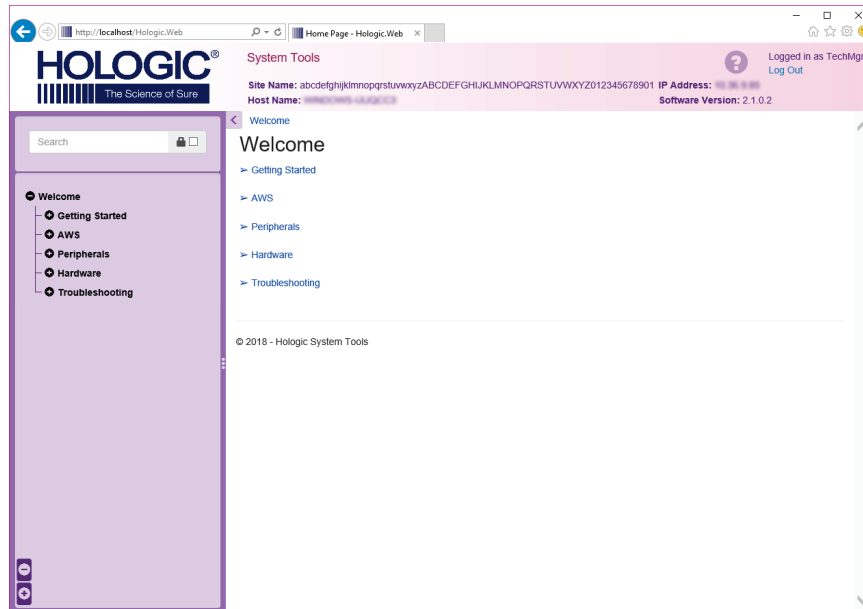 http://localhost/Hologic.Web
Home Page - Hologic.Web
HOLOGIC®
The Science of Sure
System Tools
Logged in as TechMgr
Log Out
Site Name: abcdefghijklmnopqrstuvwxyzABCDEFGHIJKLMNOPQRSTUVWXYZ012345678901 IP Address:
Host Name:
Software Version: 2.1.0.2
Search
Welcome
Getting Started
AWS
Peripherals
Hardware
Troubleshooting
Welcome
Welcome
➢ Getting Started
➢ AWS
➢ Peripherals
➢ Hardware
➢ Troubleshooting
© 2018 - Hologic System Tools